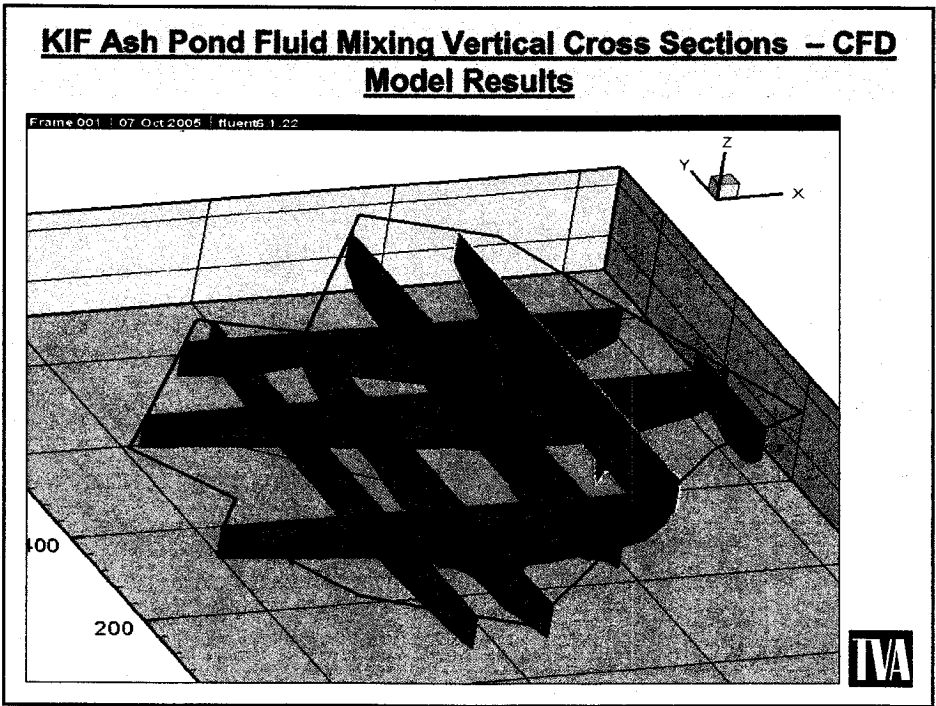 KIF Ash Pond Fluid Mixing Vertical Cross Sections – CFD
Model Results
Frame 001 | 07 Oct 2005 | fluent6.1.22
Z
Y
X
400
200
TVA